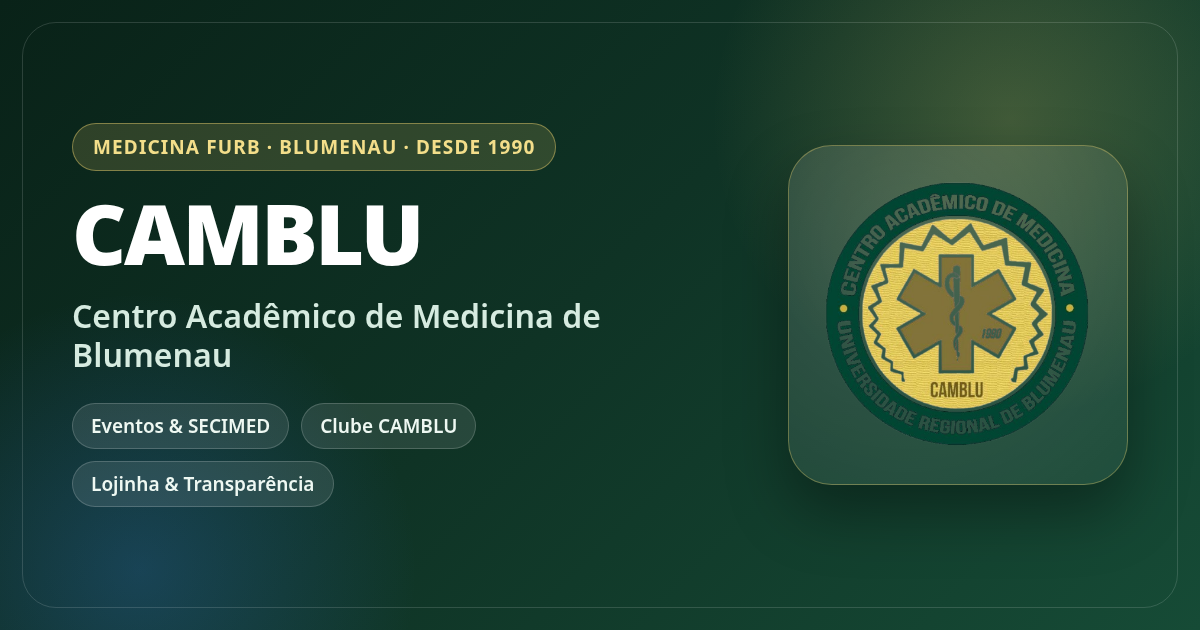 MEDICINA FURB · BLUMENAU · DESDE 1990
CAMBLU
Centro Acadêmico de Medicina de
Blumenau
Eventos & SECIMED
Clube CAMBLU
Lojinha & Transparência
CENTRO ACADÊMICO DE MEDICINA
1990
CAMBLU
UNIVERSIDADE REGIONAL DE BLUMENAU